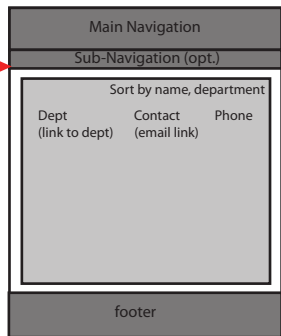 Main Navigation
Sub-Navigation (opt.)
Sort by name, department
Dept Contact Phone
(link to dept) (email link)
footer